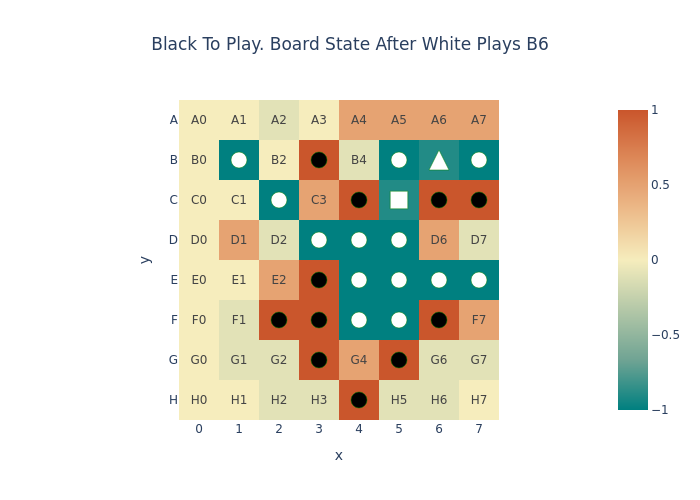 Black To Play. Board State After White Plays B6
A A0 A1 A2 A3 A4 A5 A6 A7
B B0 B2 B4
C C0 C1 C3
D D0 D1 D2 D6 D7
E E0 E1 E2
F F0 F1 F7
G G0 G1 G2 G4 G6 G7
H H0 H1 H2 H3 H5 H6 H7
0 1 2 3 4 5 6 7
x
y
1
0.5
0
−0.5
−1